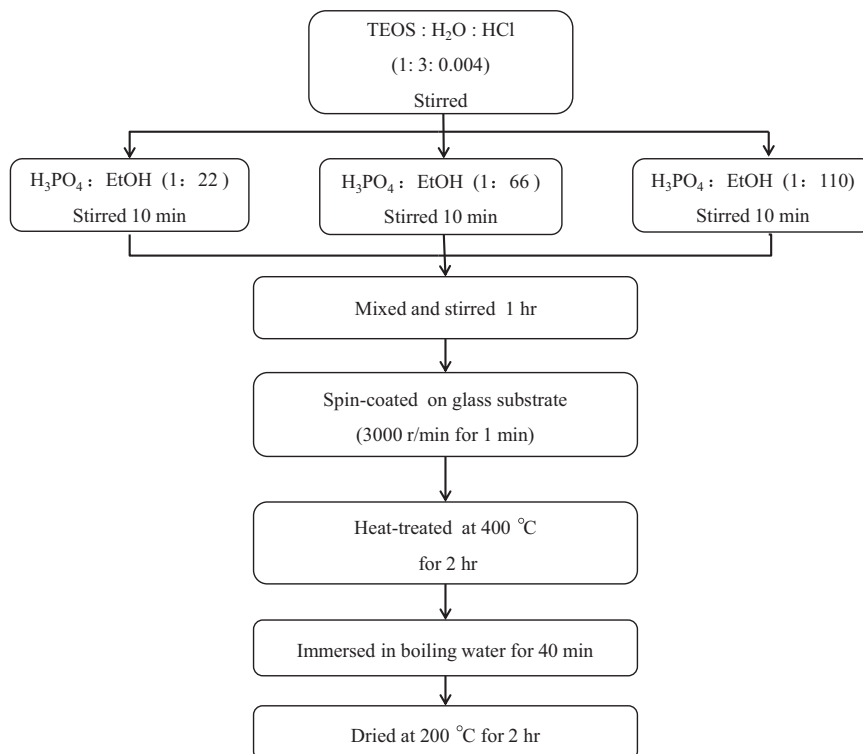 TEOS : H₂O : HCl
(1: 3: 0.004)
Stirred
H₃PO₄： EtOH (1： 22 )
Stirred 10 min
H₃PO₄： EtOH (1： 66 )
Stirred 10 min
H₃PO₄： EtOH (1： 110)
Stirred 10 min
Mixed and stirred 1 hr
Spin-coated on glass substrate
(3000 r/min for 1 min)
Heat-treated at 400 ℃
for 2 hr
Immersed in boiling water for 40 min
Dried at 200 ℃ for 2 hr